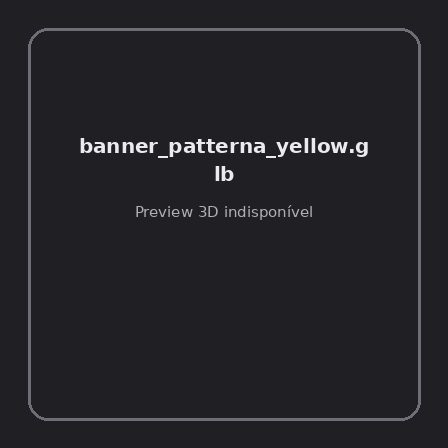 banner_patterna_yellow.g
lb
Preview 3D indisponível